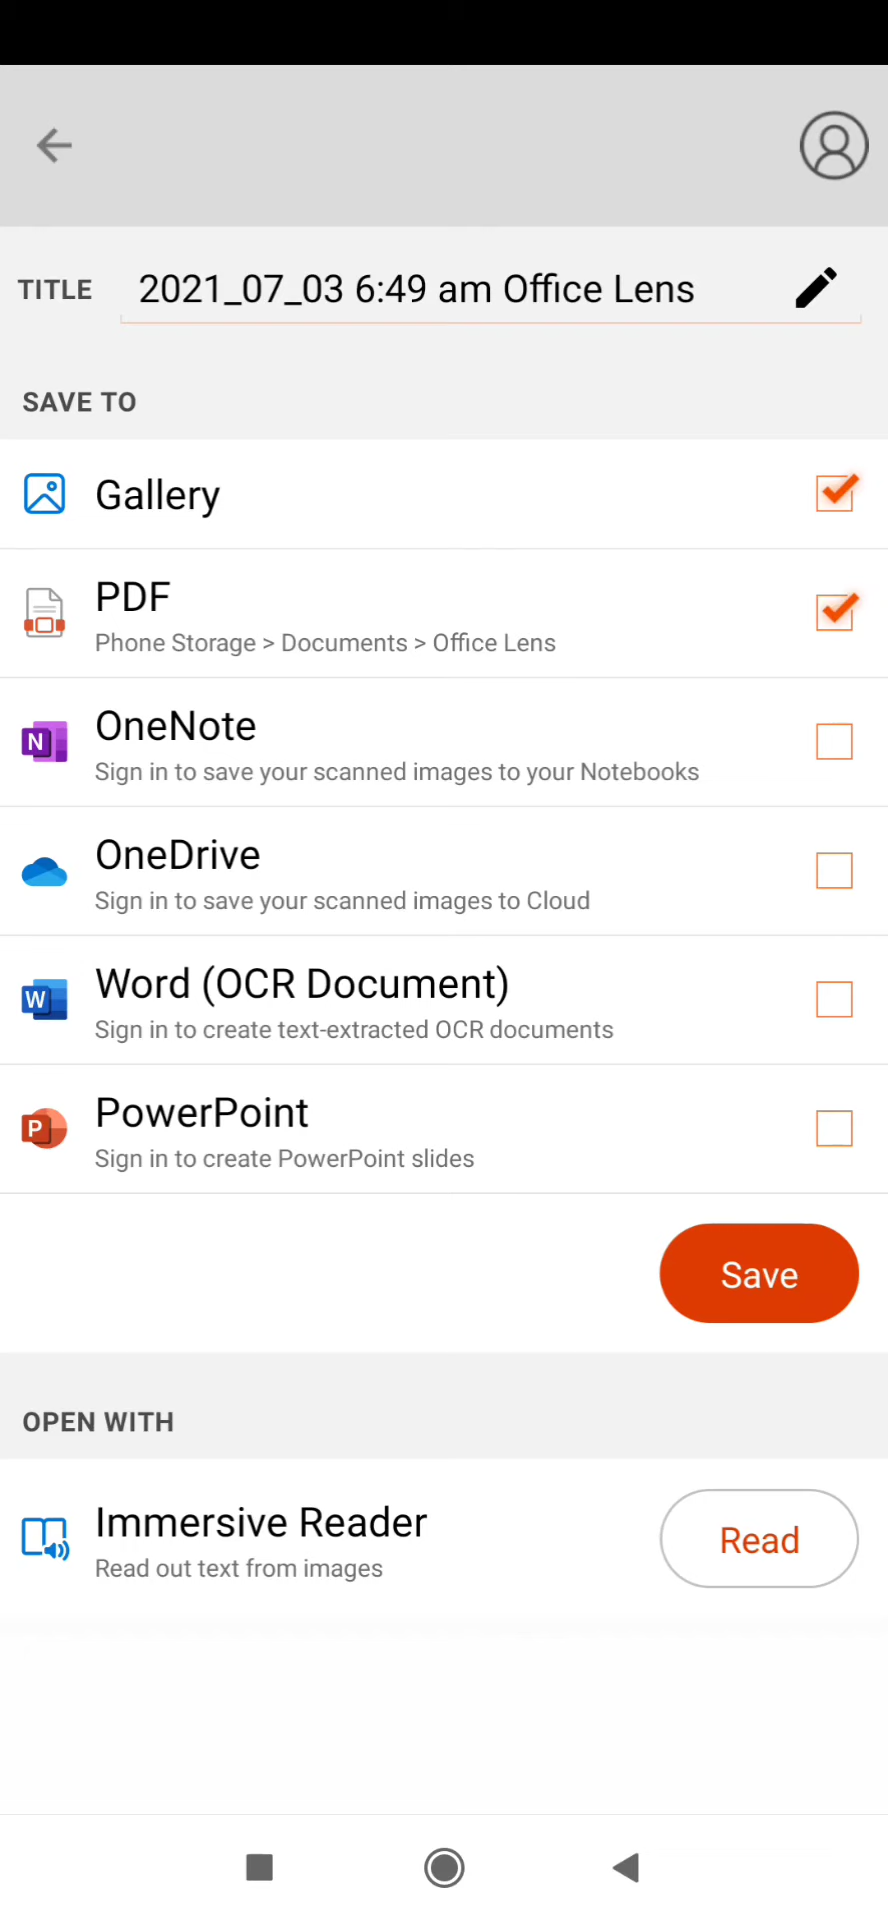 TITLE 2021_07_03 6:49 am Office Lens
SAVE TO
Gallery
PDF
Phone Storage > Documents > Office Lens
N OneNote
Sign in to save your scanned images to your Notebooks
OneDrive
Sign in to save your scanned images to Cloud
W Word (OCR Document)
Sign in to create text-extracted OCR documents
P PowerPoint
Sign in to create PowerPoint slides
Save
OPEN WITH
Immersive Reader
Read out text from images
Read